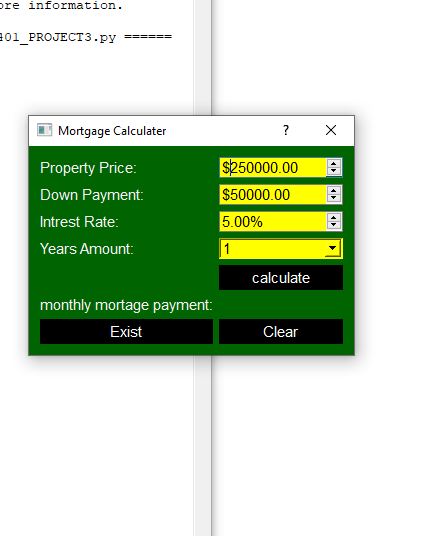 ore information.
401_PROJECT3.py ======
Mortgage Calculater ?
Property Price: $250000.00
Down Payment: $50000.00
Intrest Rate: 5.00%
Years Amount: 1
calculate
monthly mortage payment:
Exist Clear